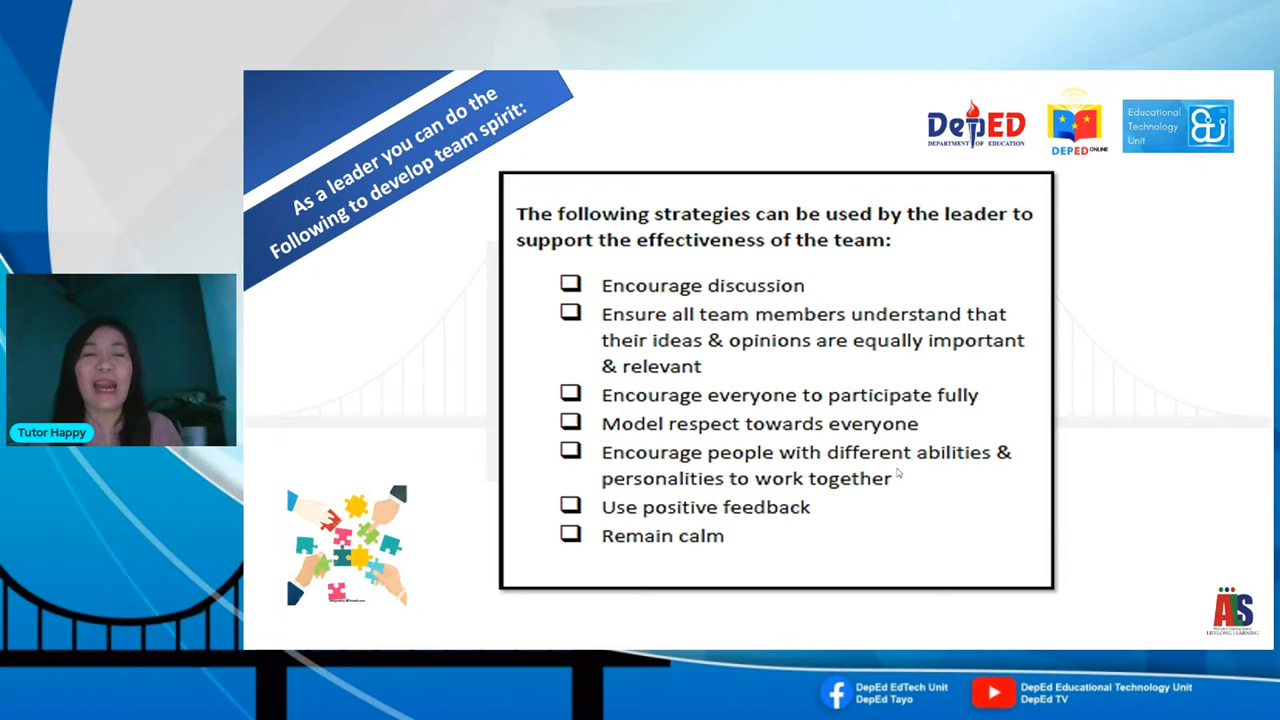 As a leader you can do the
Following to develop team spirit:
DepED
DEPARTMENT OF EDUCATION
DEPED ONLINE
Educational
Technology
Unit
The following strategies can be used by the leader to
support the effectiveness of the team:
Encourage discussion
Ensure all team members understand that
their ideas & opinions are equally important
& relevant
Encourage everyone to participate fully
Model respect towards everyone
Encourage people with different abilities &
personalities to work together
Use positive feedback
Remain calm
Tutor Happy
ALS
LIFELONG LEARNING
DepEd EdTech Unit
DepEd Tayo
DepEd Educational Technology Unit
DepEd TV